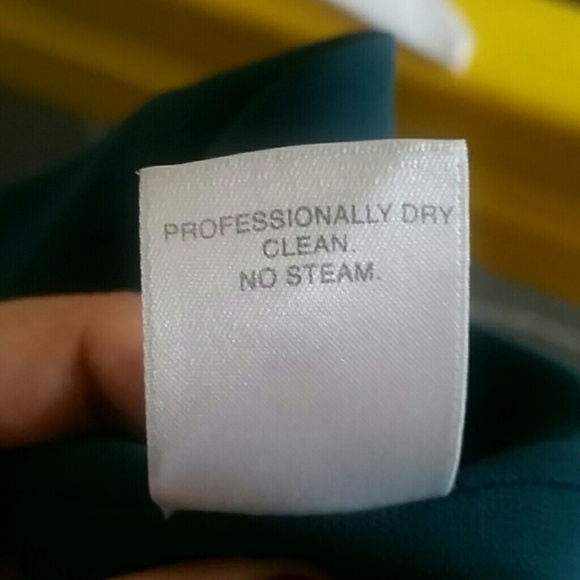 PROFESSIONALLY DRY
CLEAN.
NO STEAM.